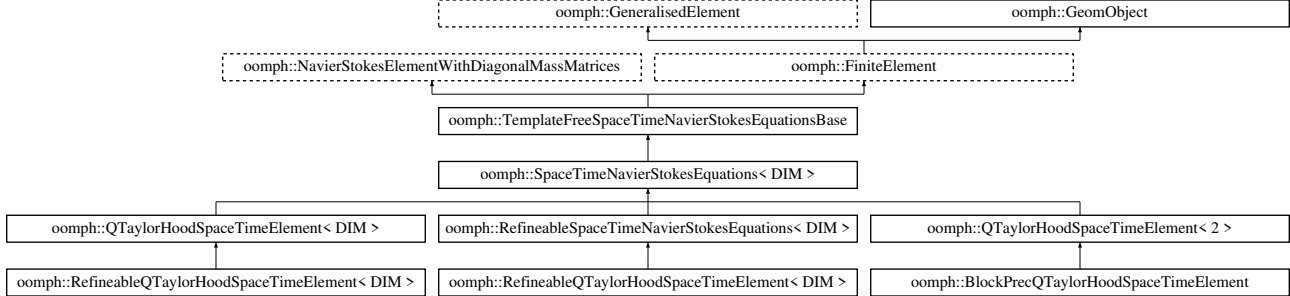 oomph::GeneralisedElement
oomph::GeomObject
oomph::NavierStokesElementWithDiagonalMassMatrices
oomph::FiniteElement
oomph::TemplateFreeSpaceTimeNavierStokesEquationsBase
oomph::SpaceTimeNavierStokesEquations< DIM >
oomph::QTaylorHoodSpaceTimeElement< DIM >
oomph::RefineableSpaceTimeNavierStokesEquations< DIM >
oomph::QTaylorHoodSpaceTimeElement< 2 >
oomph::RefineableQTaylorHoodSpaceTimeElement< DIM >
oomph::RefineableQTaylorHoodSpaceTimeElement< DIM >
oomph::BlockPrecQTaylorHoodSpaceTimeElement